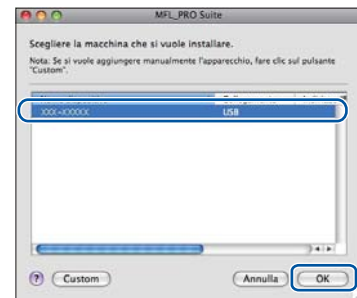 MFL_PRO Suite
Scegliere la macchina che si vuole installare.
Nota: Se si vuole aggiungere manualmente l'apparecchio, fare clic sul pulsante
"Custom".
XXX-XXXXX USB
? Custom Annulla OK